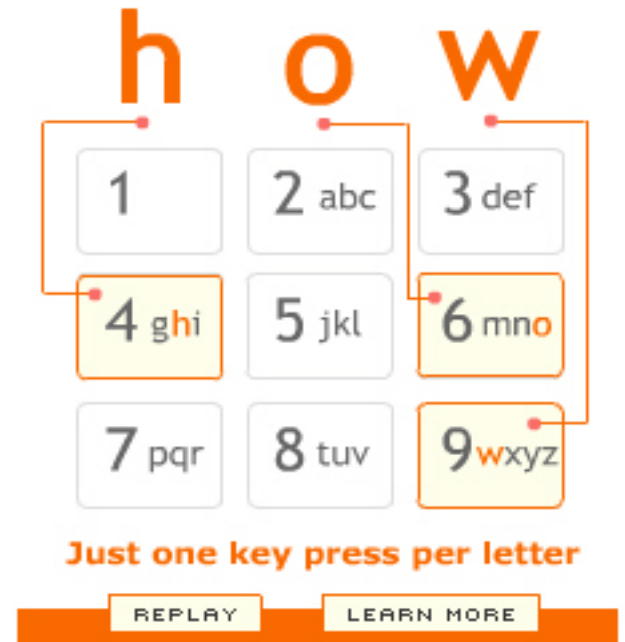 how
1
2 abc
3 def
4 ghi
5 jkl
6 mno
7 pqr
8 tuv
9 wxyz
Just one key press per letter
REPLAY
LEARN MORE